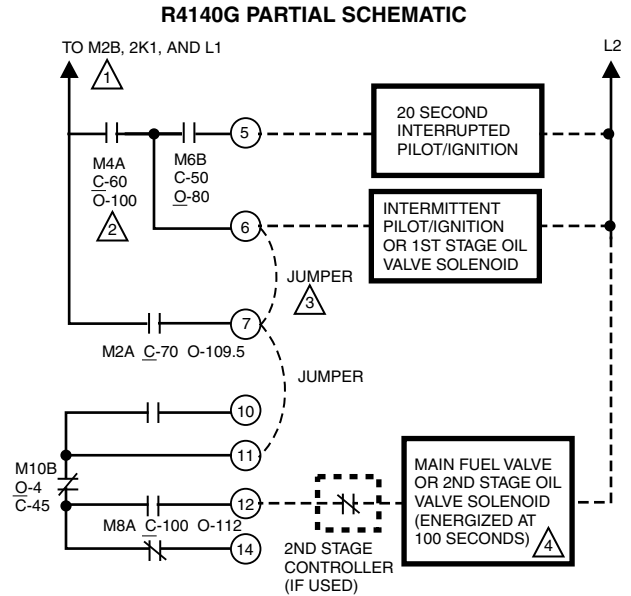 R4140G PARTIAL SCHEMATIC
TO M2B, 2K1, AND L1
L2
1
20 SECOND
INTERRUPTED
PILOT/IGNITION
5
M4A
C-60
O-100
2
M6B
C-50
O-80
INTERMITTENT
PILOT/IGNITION
OR 1ST STAGE OIL
VALVE SOLENOID
6
JUMPER
3
7
M2A C-70 O-109.5
JUMPER
10
11
M10B
O-4
C-45
12
M8A C-100 O-112
14
2ND STAGE
CONTROLLER
(IF USED)
MAIN FUEL VALVE
OR 2ND STAGE OIL
VALVE SOLENOID
(ENERGIZED AT
100 SECONDS)
4